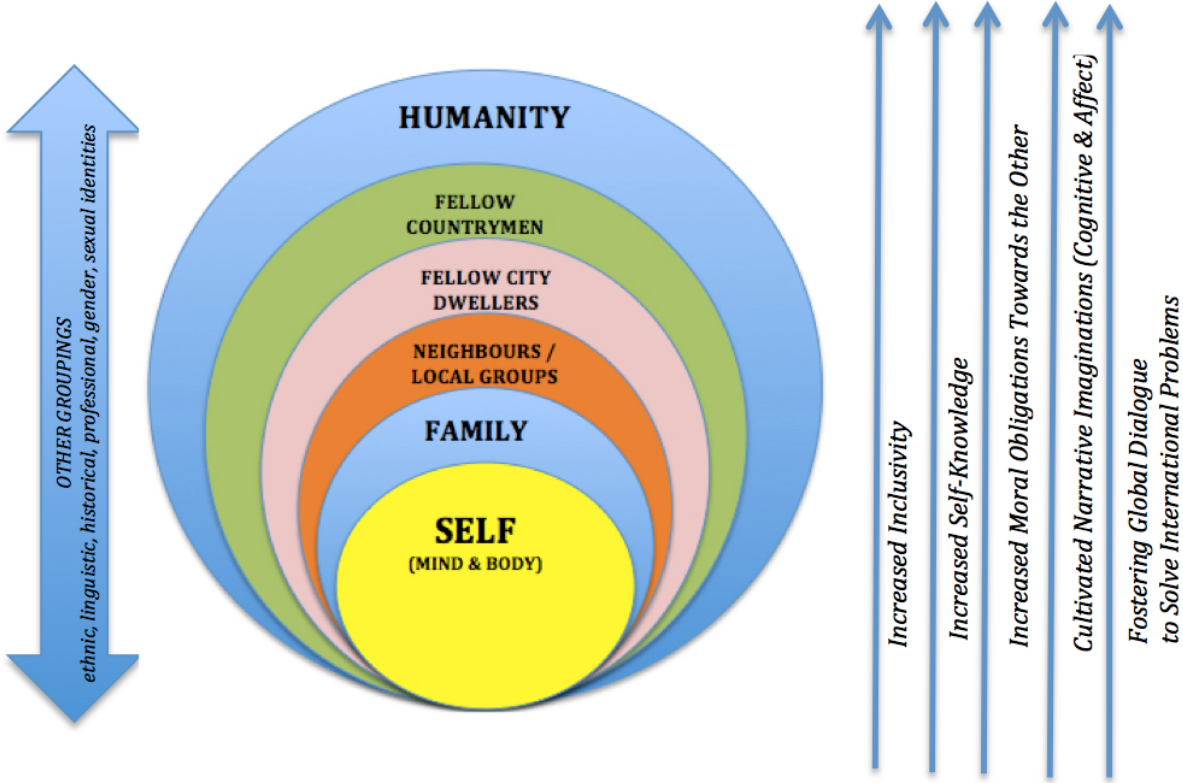 OTHER GROUPINGS
ethnic, linguistic, historical, professional, gender, sexual identities
HUMANITY
FELLOW
COUNTRYMEN
FELLOW CITY
DWELLERS
NEIGHBOURS /
LOCAL GROUPS
FAMILY
SELF
(MIND & BODY)
Increased Inclusivity
Increased Self-Knowledge
Increased Moral Obligations Towards the Other
Cultivated Narrative Imaginations (Cognitive & Affect)
Fostering Global Dialogue
to Solve International Problems